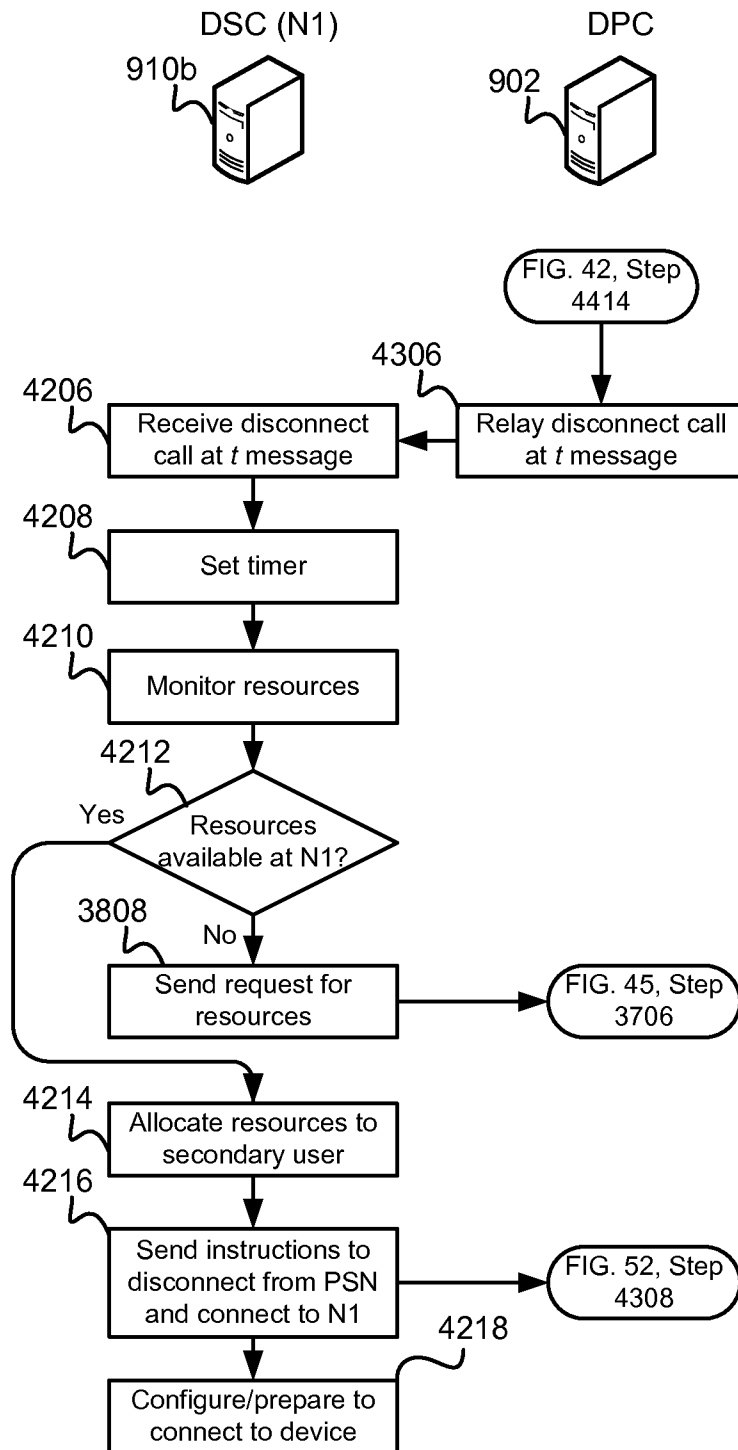 DSC (N1)
DPC
910b
902
FIG. 42, Step
4414
4306
4206
Receive disconnect
call at t message
Relay disconnect call
at t message
4208
Set timer
4210
Monitor resources
4212
Yes
Resources
available at N1?
3808
No
Send request for
resources
FIG. 45, Step
3706
4214
Allocate resources to
secondary user
4216
Send instructions to
disconnect from PSN
and connect to N1
FIG. 52, Step
4308
4218
Configure/prepare to
connect to device